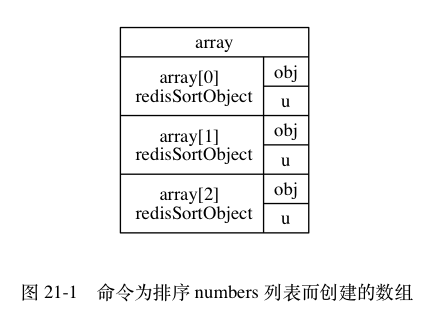 array
array[0]
redisSortObject
obj
u
array[1]
redisSortObject
obj
u
array[2]
redisSortObject
obj
u
图 21-1 命令为排序 numbers 列表而创建的数组